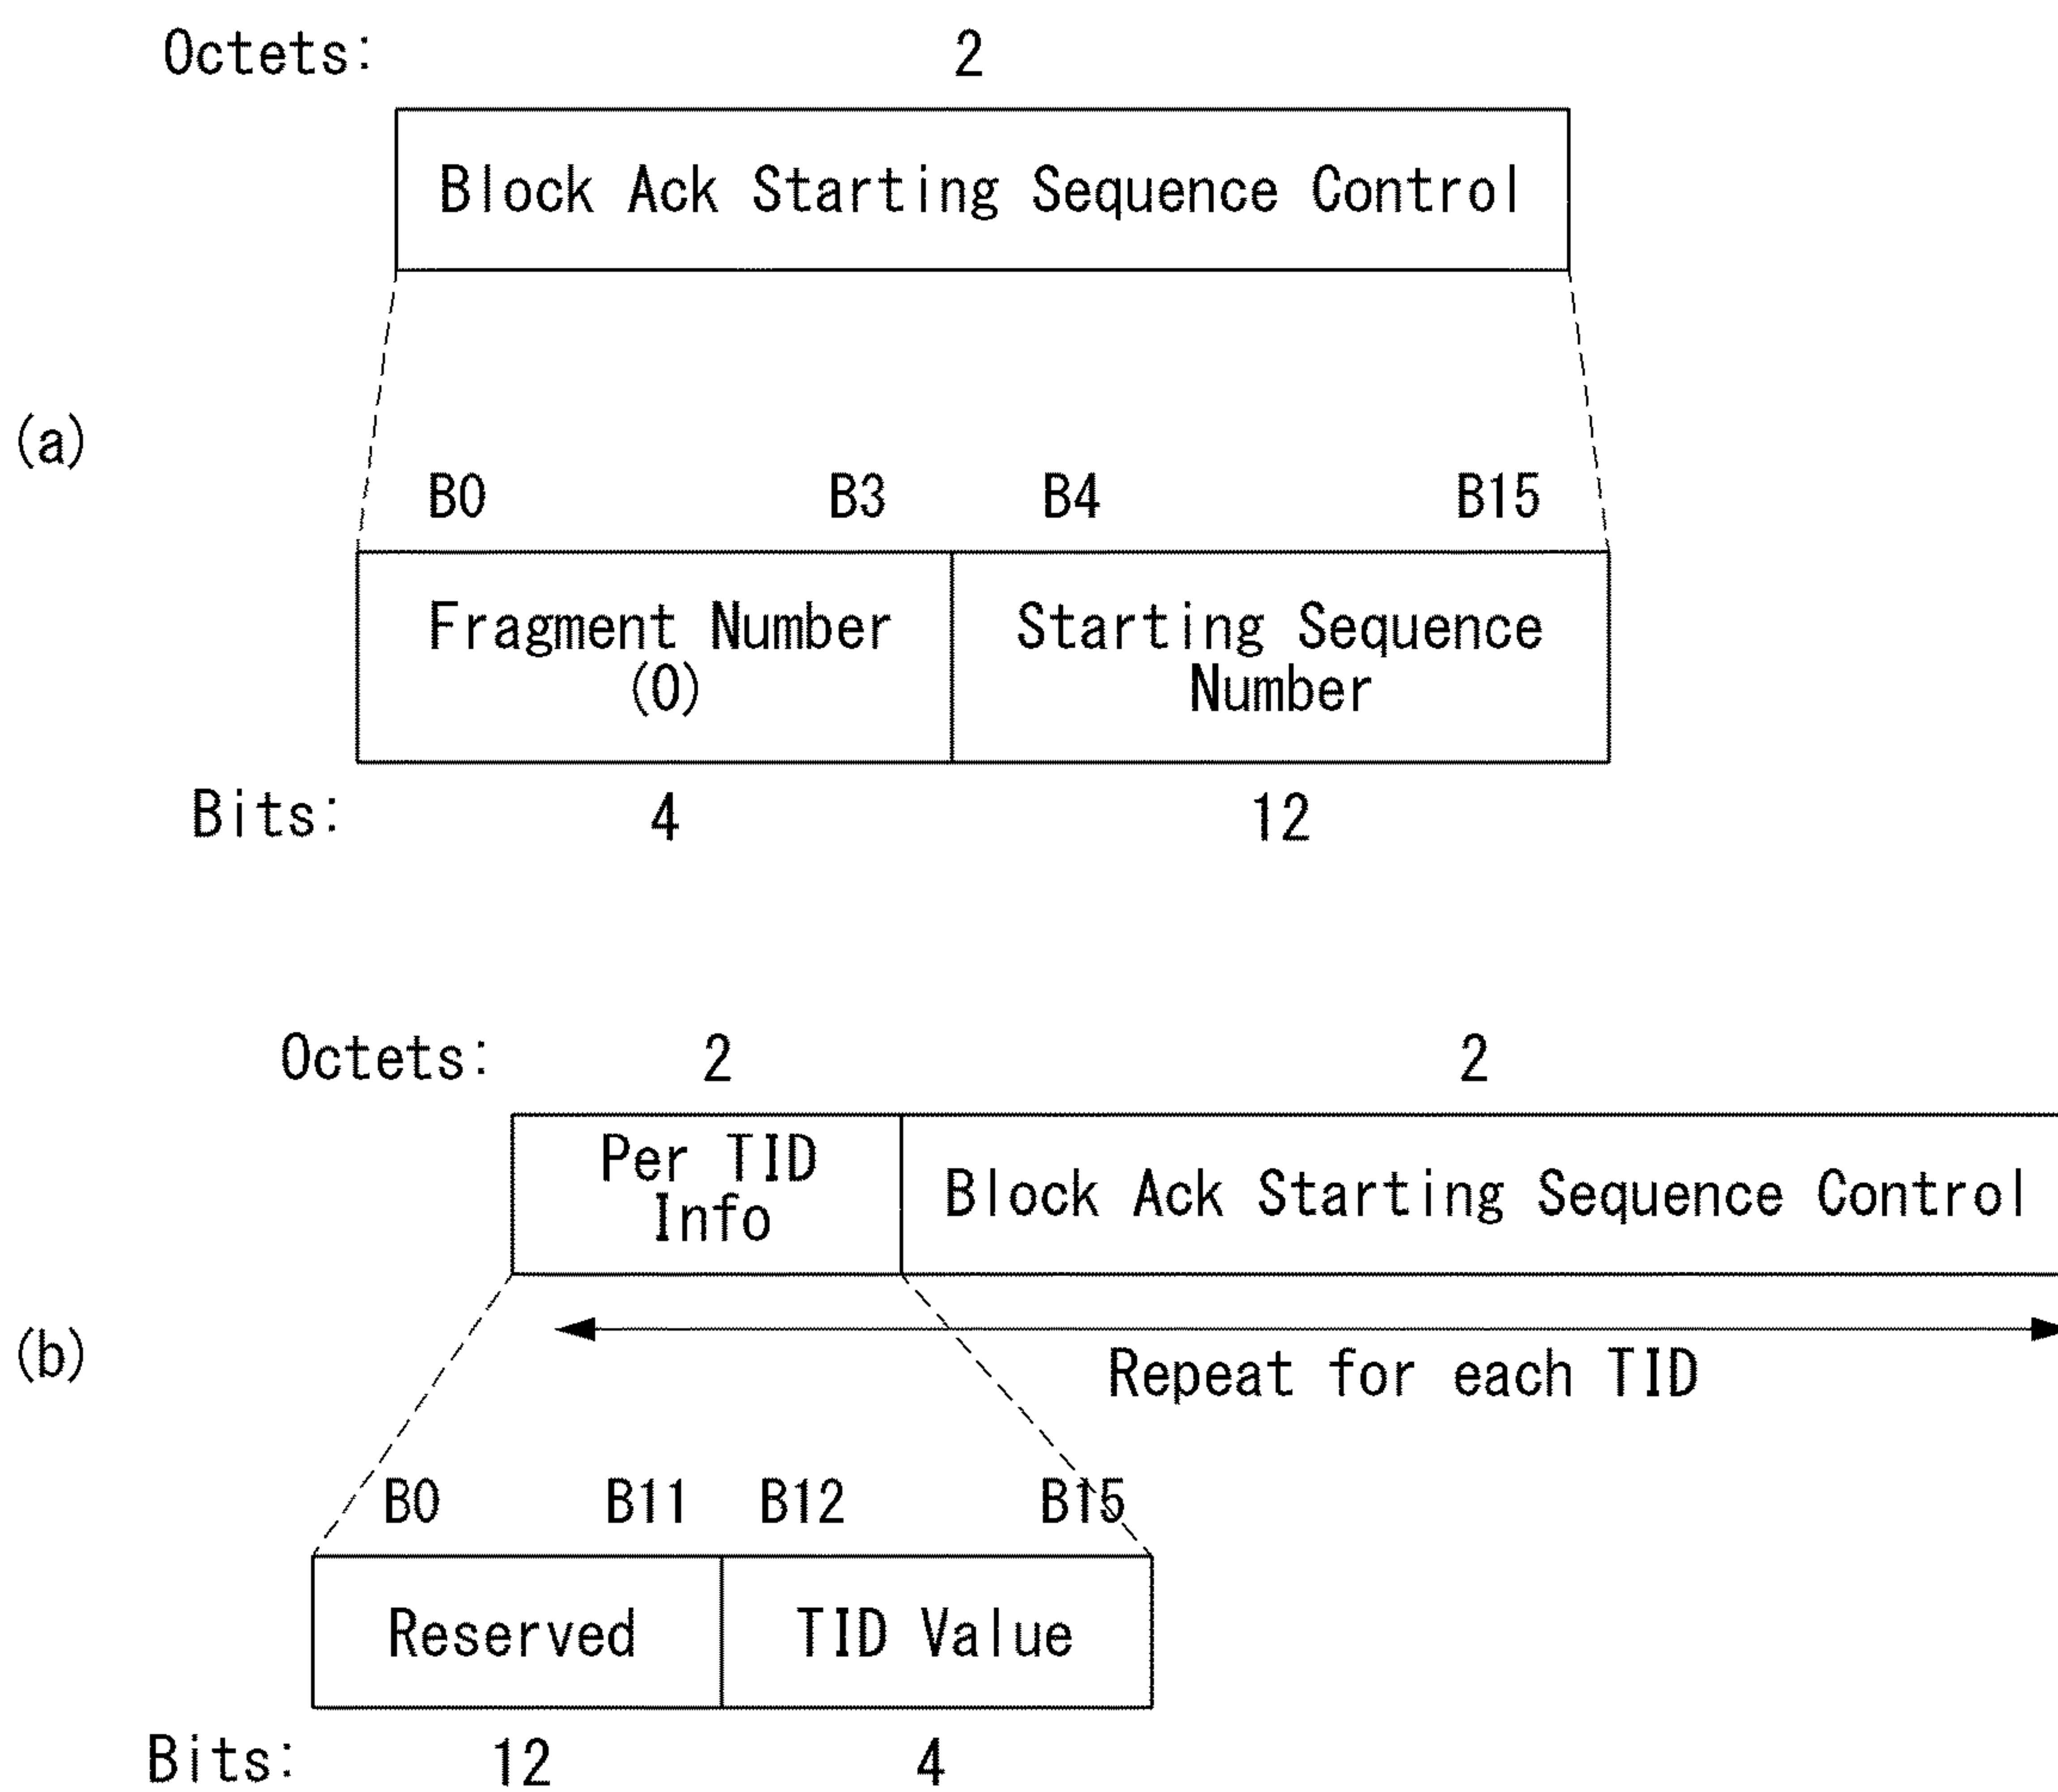 Octets: 2
Block Ack Starting Sequence Control
(a)
B0 B3 B4 B15
Fragment Number
(0)
Starting Sequence
Number
Bits: 4 12
Octets: 2 2
Per TID
Info
Block Ack Starting Sequence Control
(b)
Repeat for each TID
B0 B11 B12 B15
Reserved TID Value
Bits: 12 4